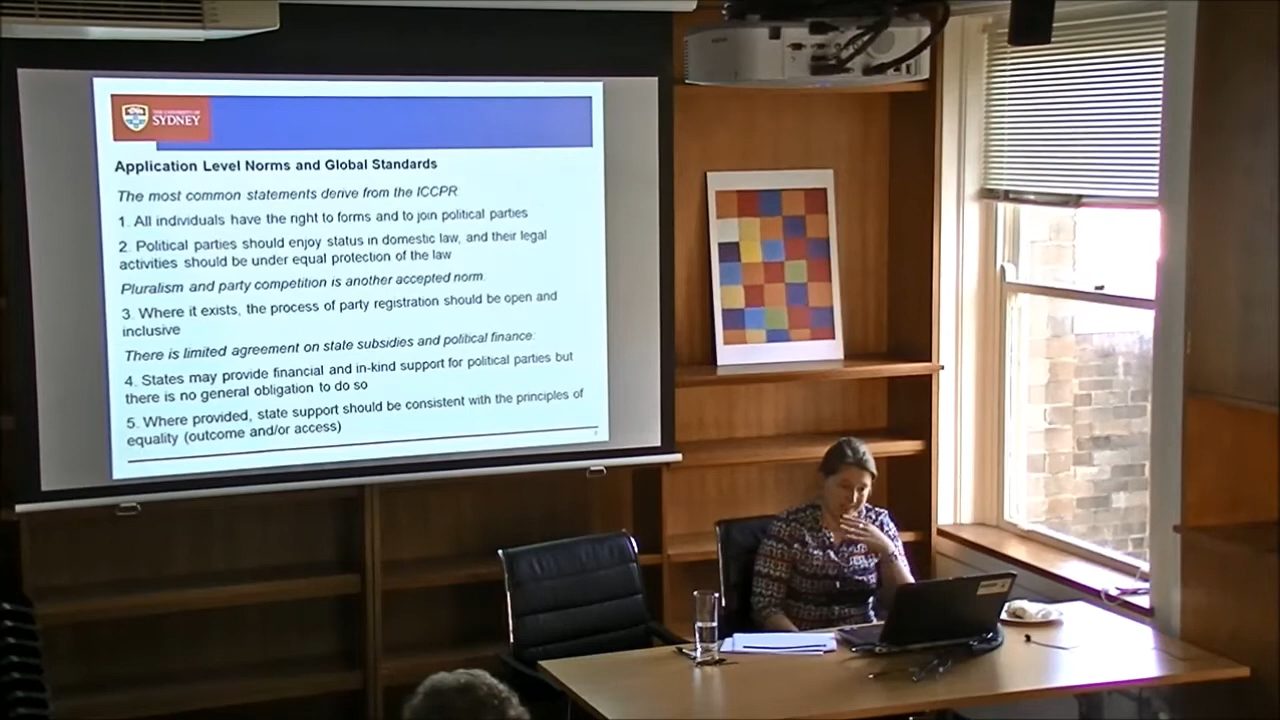 THE UNIVERSITY OF
SYDNEY
Application Level Norms and Global Standards
The most common statements derive from the ICCPR
1. All individuals have the right to forms and to join political parties
2. Political parties should enjoy status in domestic law, and their legal
activities should be under equal protection of the law
Pluralism and party competition is another accepted norm.
3. Where it exists, the process of party registration should be open and
inclusive
There is limited agreement on state subsidies and political finance:
4. States may provide financial and in-kind support for political parties but
there is no general obligation to do so
5. Where provided, state support should be consistent with the principles of
equality (outcome and/or access)